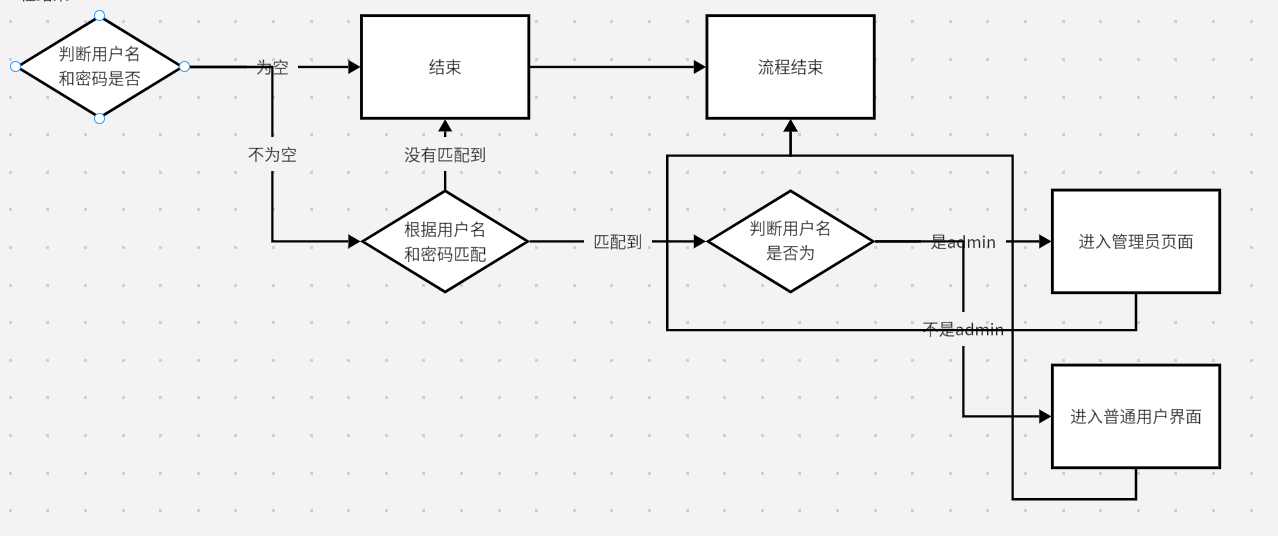 判断用户名
和密码是否
为空
结束
流程结束
不为空
没有匹配到
根据用户名
和密码匹配
匹配到
判断用户名
是否为
是admin
进入管理员页面
不是admin
进入普通用户界面